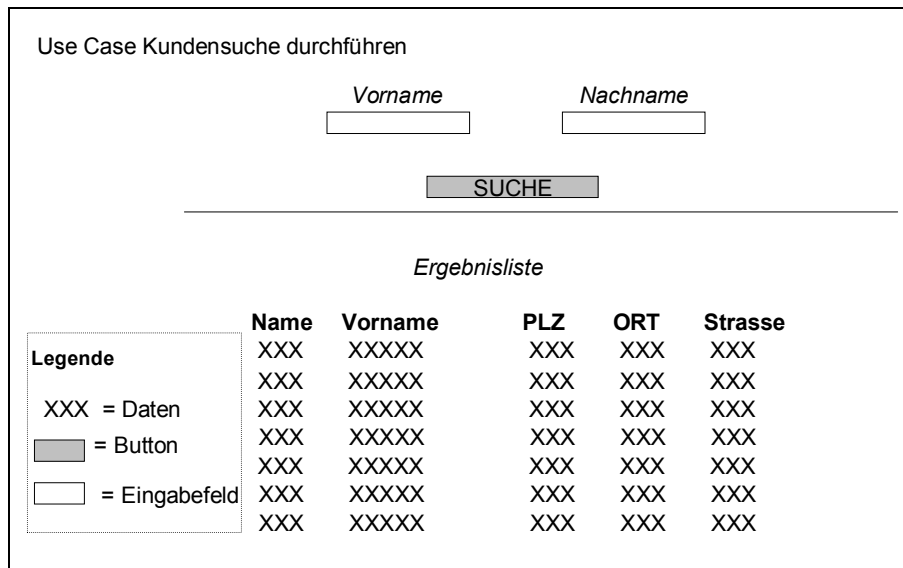 Use Case Kundensuche durchführen
Vorname Nachname
SUCHE
Ergebnisliste
Name Vorname PLZ ORT Strasse
XXX XXXXX XXX XXX XXX
XXX XXXXX XXX XXX XXX
XXX XXXXX XXX XXX XXX
XXX XXXXX XXX XXX XXX
XXX XXXXX XXX XXX XXX
XXX XXXXX XXX XXX XXX
XXX XXXXX XXX XXX XXX
Legende
XXX = Daten
= Button
= Eingabefeld